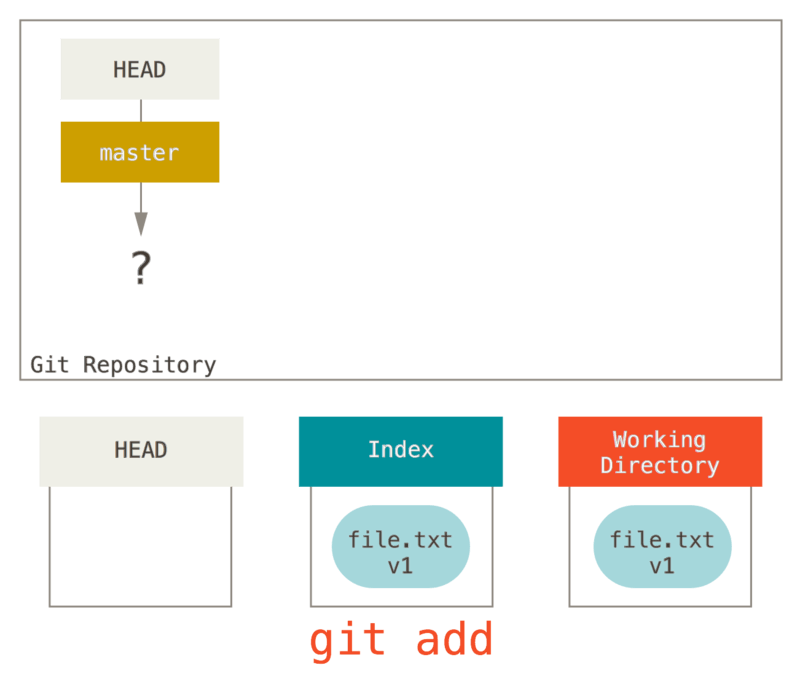 HEAD
master
?
Git Repository
HEAD
Index
Working
Directory
file.txt
v1
file.txt
v1
git add